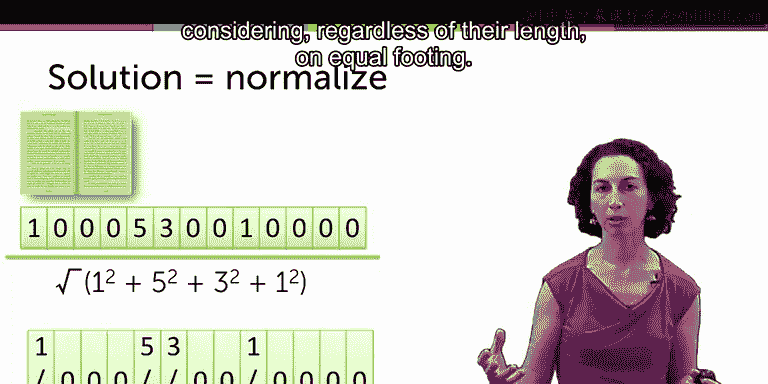 considering, regardless of their length,
on equal footing.
Solution = normalize
1 0 0 0 5 3 0 0 1 0 0 0 0
√(1² + 5² + 3² + 1²)
1 5 3 1
/ 0 0 0 / / 0 0 / 0 0 0 0